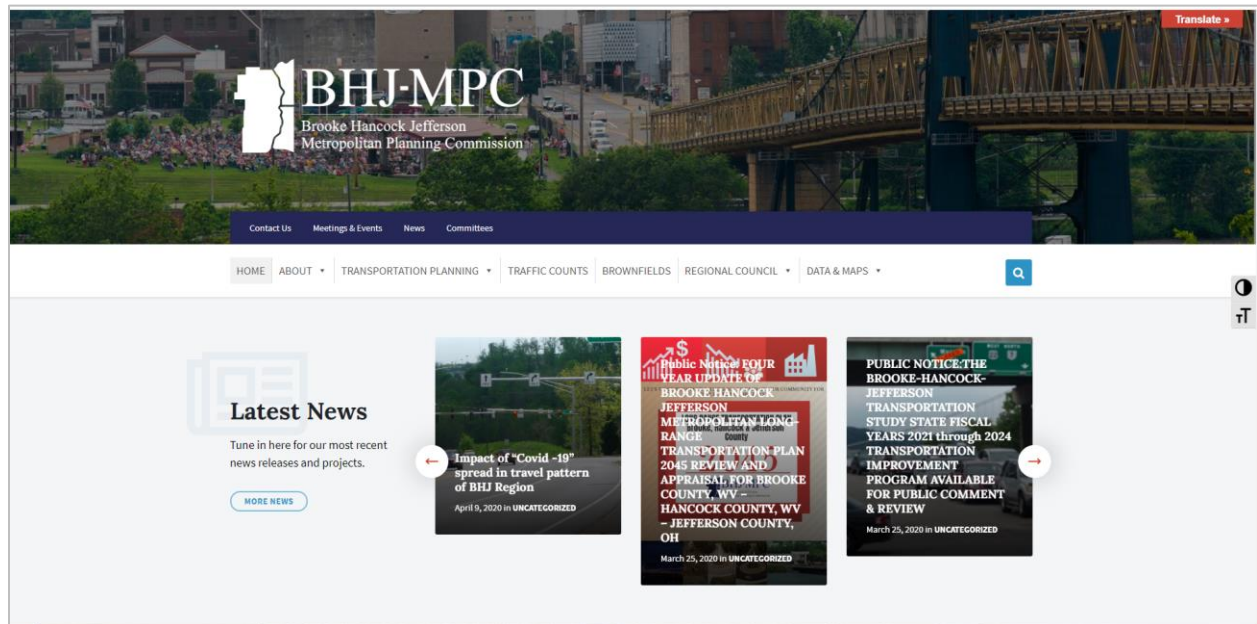 Translate »
BHJ-MPC
Brooke Hancock Jefferson
Metropolitan Planning Commission
Contact Us Meetings & Events News Committees
HOME ABOUT TRANSPORTATION PLANNING TRAFFIC COUNTS BROWNFIELDS REGIONAL COUNCIL DATA & MAPS
Latest News
Tune in here for our most recent
news releases and projects.
MORE NEWS
Impact of “Covid -19”
spread in travel pattern
of BHJ Region
April 9, 2020 in UNCATEGORIZED
Public Notice: FOUR
YEAR UPDATE OF
BROOKE HANCOCK
JEFFERSON
METROPOLITAN LONG-
RANGE
TRANSPORTATION PLAN
2045 REVIEW AND
APPRAISAL FOR BROOKE
COUNTY, WV –
HANCOCK COUNTY, WV
– JEFFERSON COUNTY,
OH
March 25, 2020 in UNCATEGORIZED
PUBLIC NOTICE:THE
BROOKE-HANCOCK-
JEFFERSON
TRANSPORTATION
STUDY STATE FISCAL
YEARS 2021 through 2024
TRANSPORTATION
IMPROVEMENT
PROGRAM AVAILABLE
FOR PUBLIC COMMENT
& REVIEW
March 25, 2020 in UNCATEGORIZED